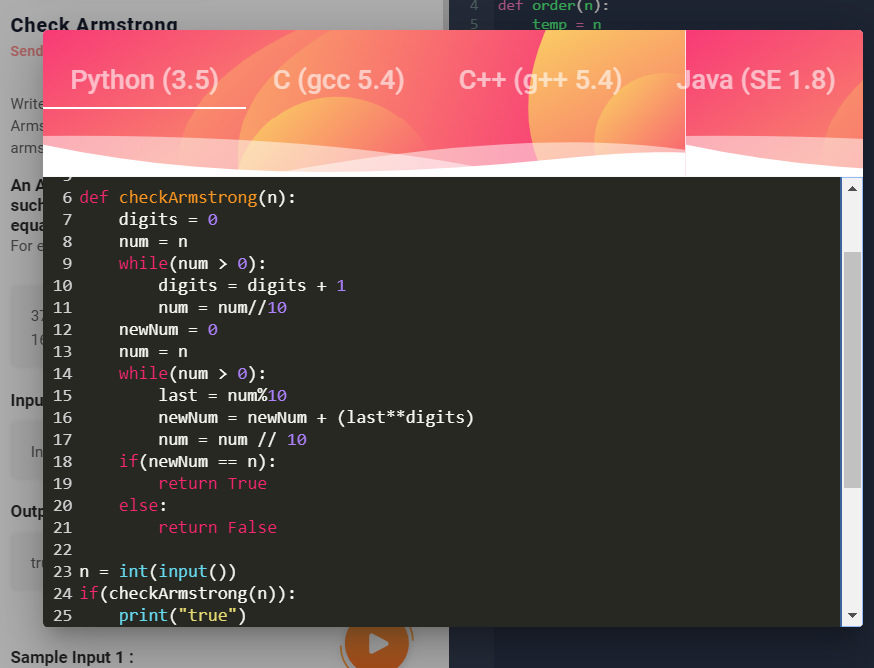 Check Armstrong
Send
Write
Arms
arms
An A
such
equa
For e
37
16
Inpu
In
Outp
tr
Sample Input 1 :
4 def order(n):
5 temp = n
Python (3.5)
C (gcc 5.4)
C++ (g++ 5.4)
Java (SE 1.8)
6 def checkArmstrong(n):
7 digits = 0
8 num = n
9 while(num > 0):
10 digits = digits + 1
11 num = num//10
12 newNum = 0
13 num = n
14 while(num > 0):
15 last = num%10
16 newNum = newNum + (last**digits)
17 num = num // 10
18 if(newNum == n):
19 return True
20 else:
21 return False
22
23 n = int(input())
24 if(checkArmstrong(n)):
25 print("true")